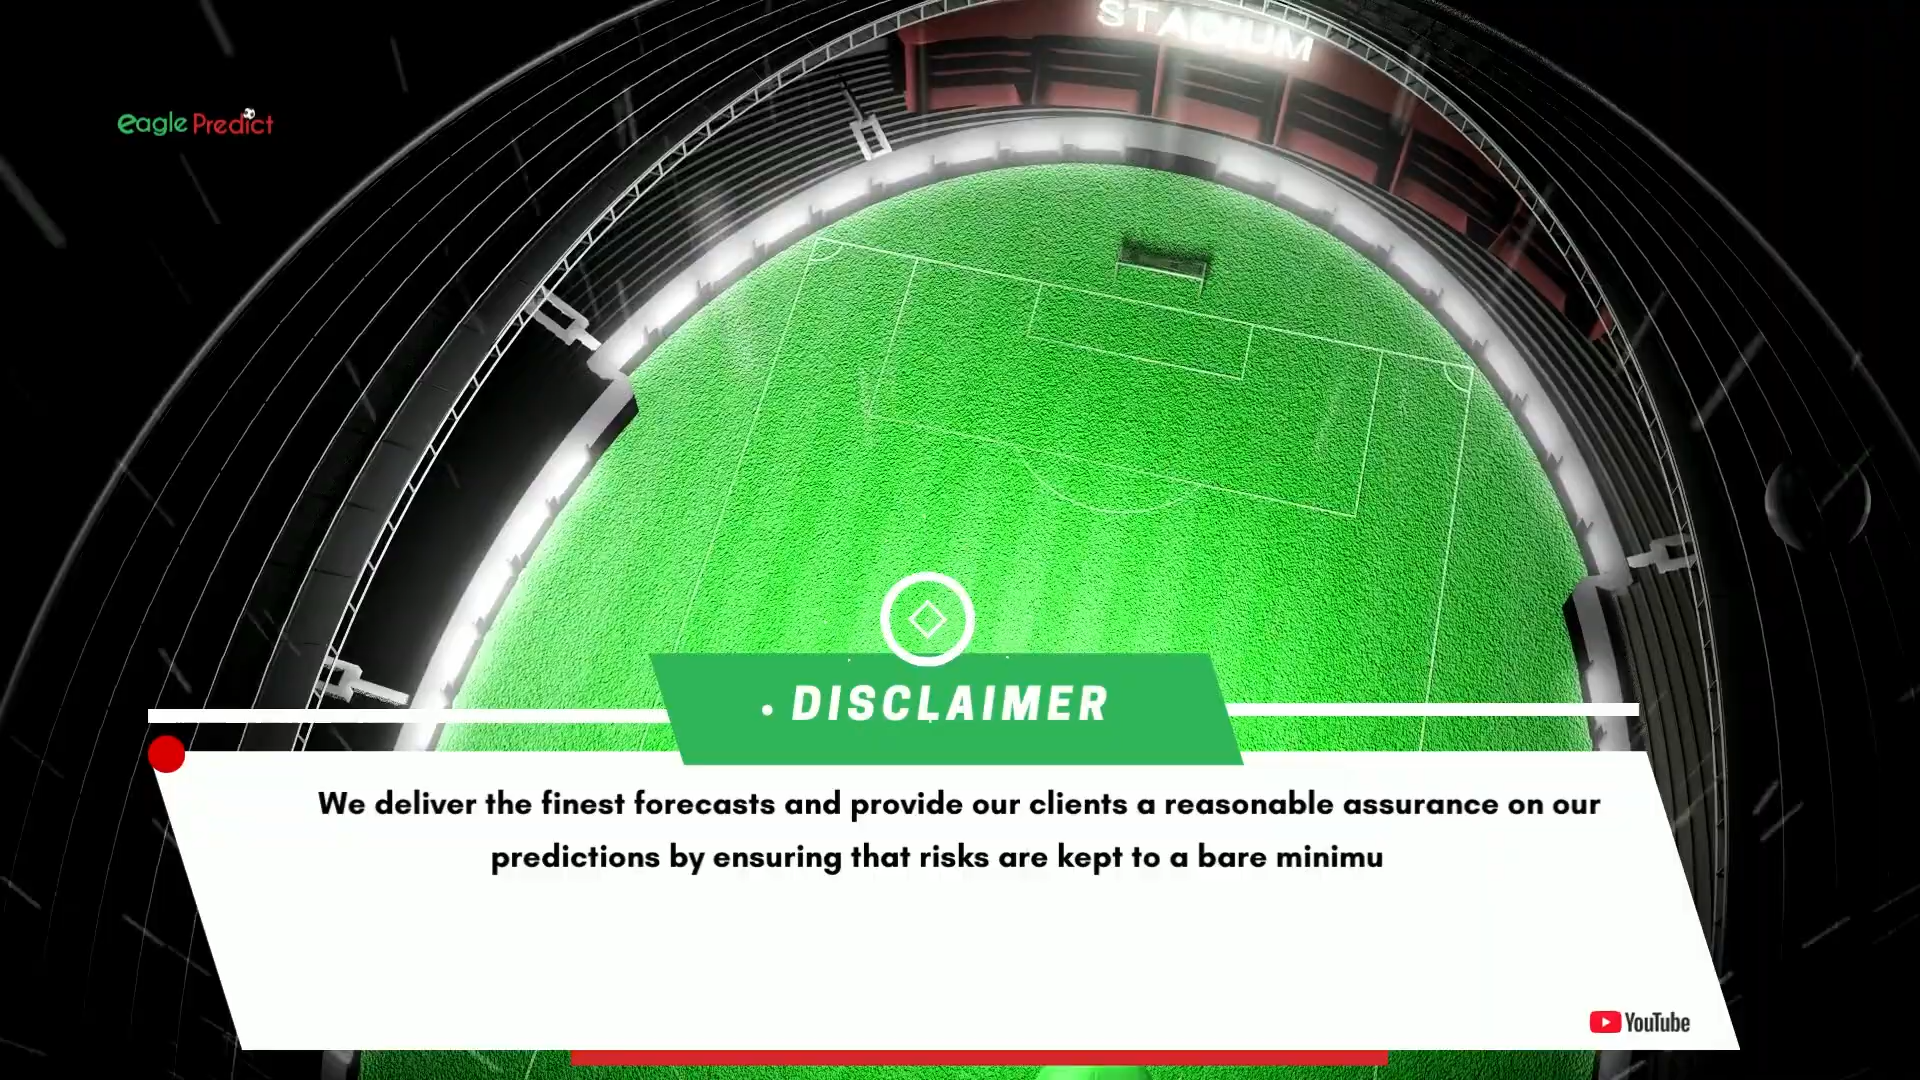 STADIUM
eagle Predict
• DISCLAIMER
We deliver the finest forecasts and provide our clients a reasonable assurance on our
predictions by ensuring that risks are kept to a bare minimu
YouTube